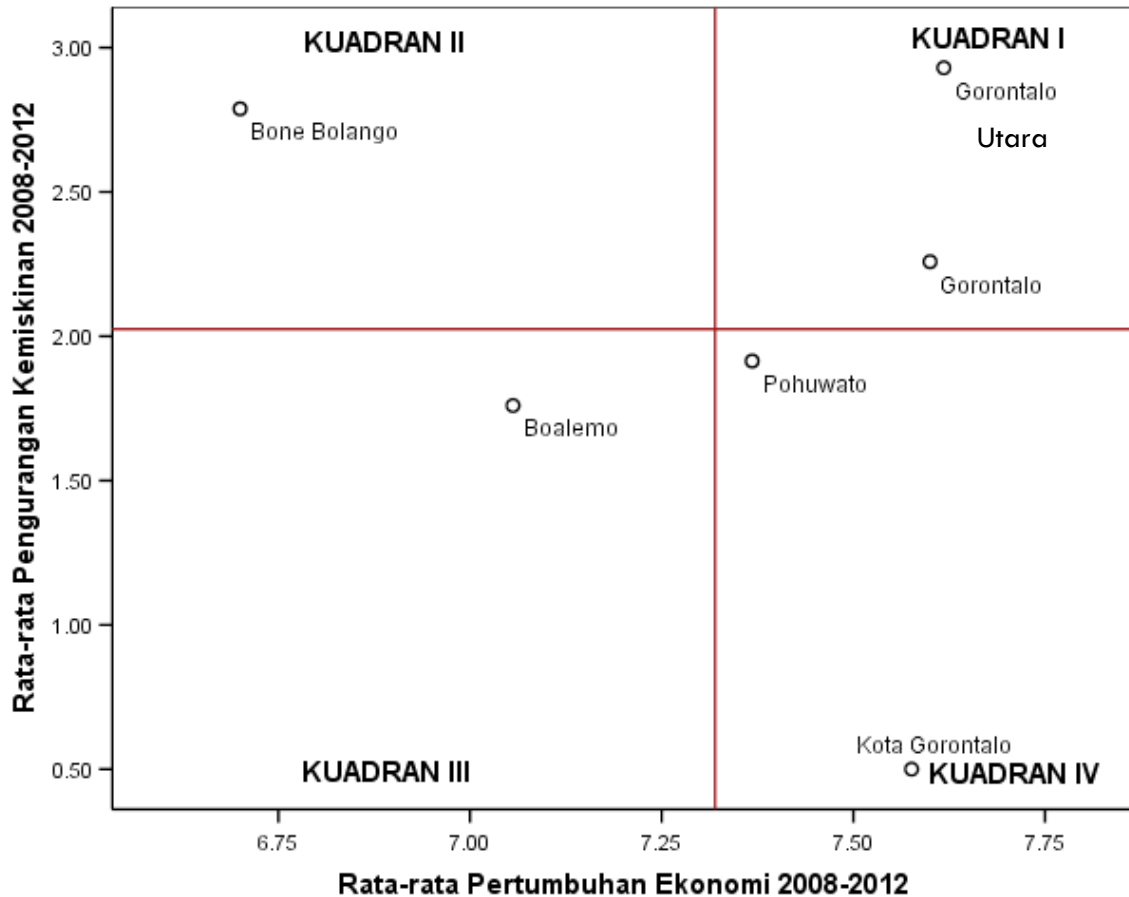 KUADRAN II
KUADRAN I
3.00
Gorontalo
Utara
Bone Bolango
2.50
Gorontalo
2.00
Pohuwato
Boalemo
1.50
1.00
Kota Gorontalo
0.50
KUADRAN III
KUADRAN IV
6.75
7.00
7.25
7.50
7.75
Rata-rata Pengurangan Kemiskinan 2008-2012
Rata-rata Pertumbuhan Ekonomi 2008-2012